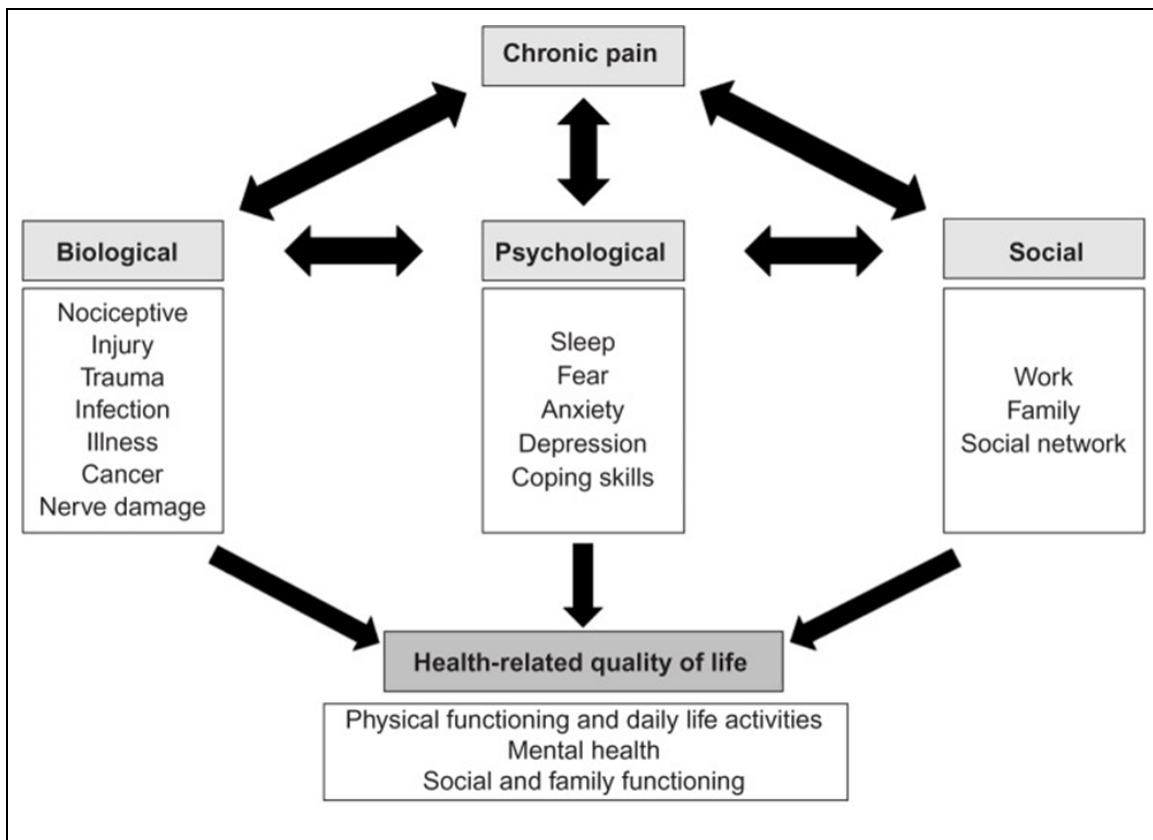 Chronic pain
Biological
Nociceptive
Injury
Trauma
Infection
Illness
Cancer
Nerve damage
Psychological
Sleep
Fear
Anxiety
Depression
Coping skills
Social
Work
Family
Social network
Health-related quality of life
Physical functioning and daily life activities
Mental health
Social and family functioning